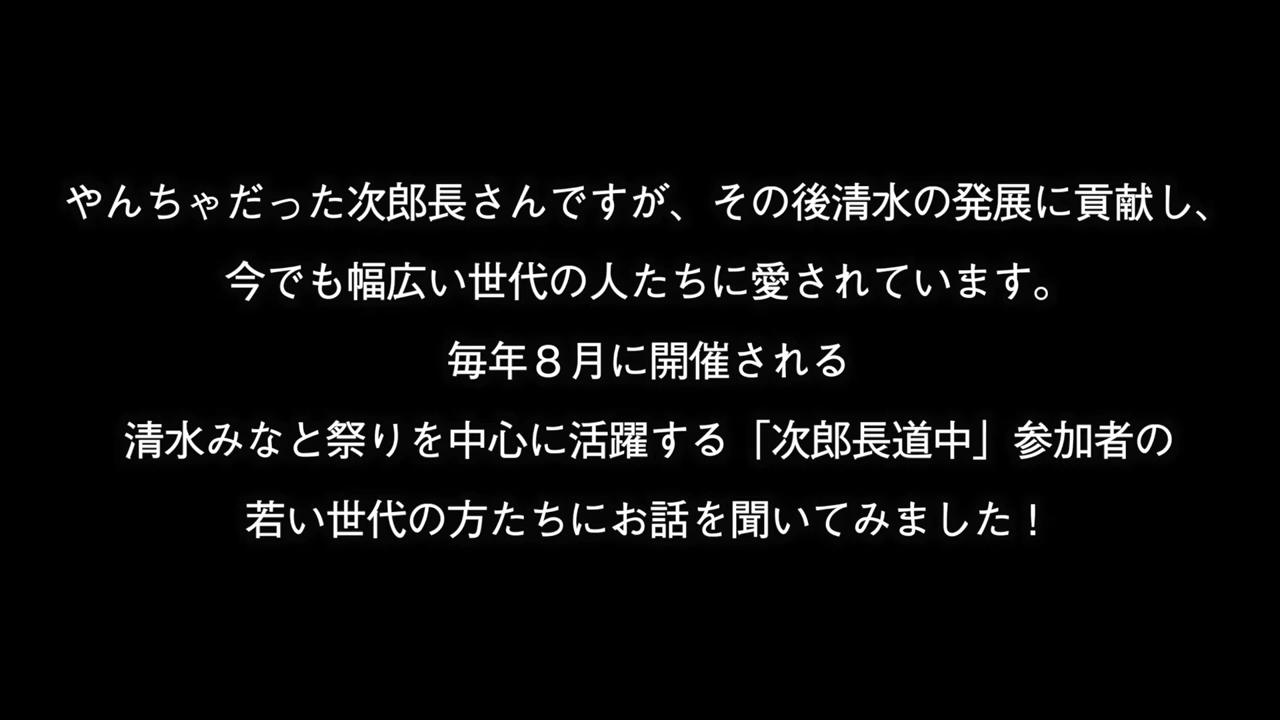 やんちゃだった次郎長さんですが、その後清水の発展に貢献し、
今でも幅広い世代の人たちに愛されています。
毎年８月に開催される
清水みなと祭りを中心に活躍する「次郎長道中」参加者の
若い世代の方たちにお話を聞いてみました！